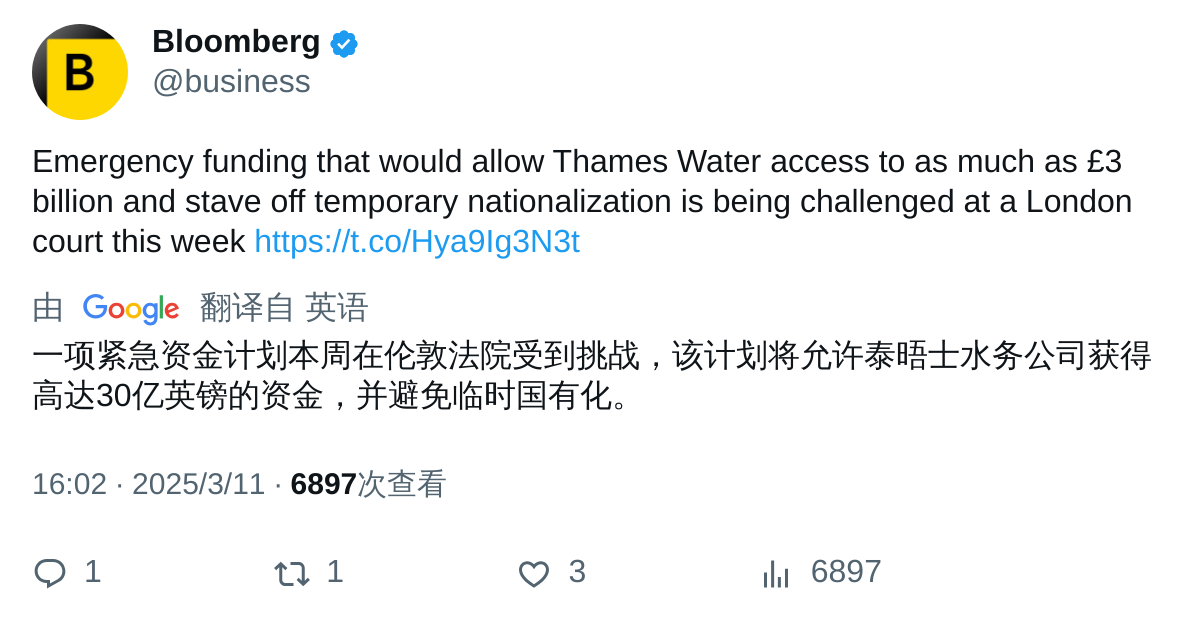 B
Bloomberg
@business
Emergency funding that would allow Thames Water access to as much as £3
billion and stave off temporary nationalization is being challenged at a London
court this week https://t.co/Hya9Ig3N3t
由 Google 翻译自 英语
一项紧急资金计划本周在伦敦法院受到挑战，该计划将允许泰晤士水务公司获得
高达30亿英镑的资金，并避免临时国有化。
16:02 · 2025/3/11 · 6897次查看
1 1 3 6897